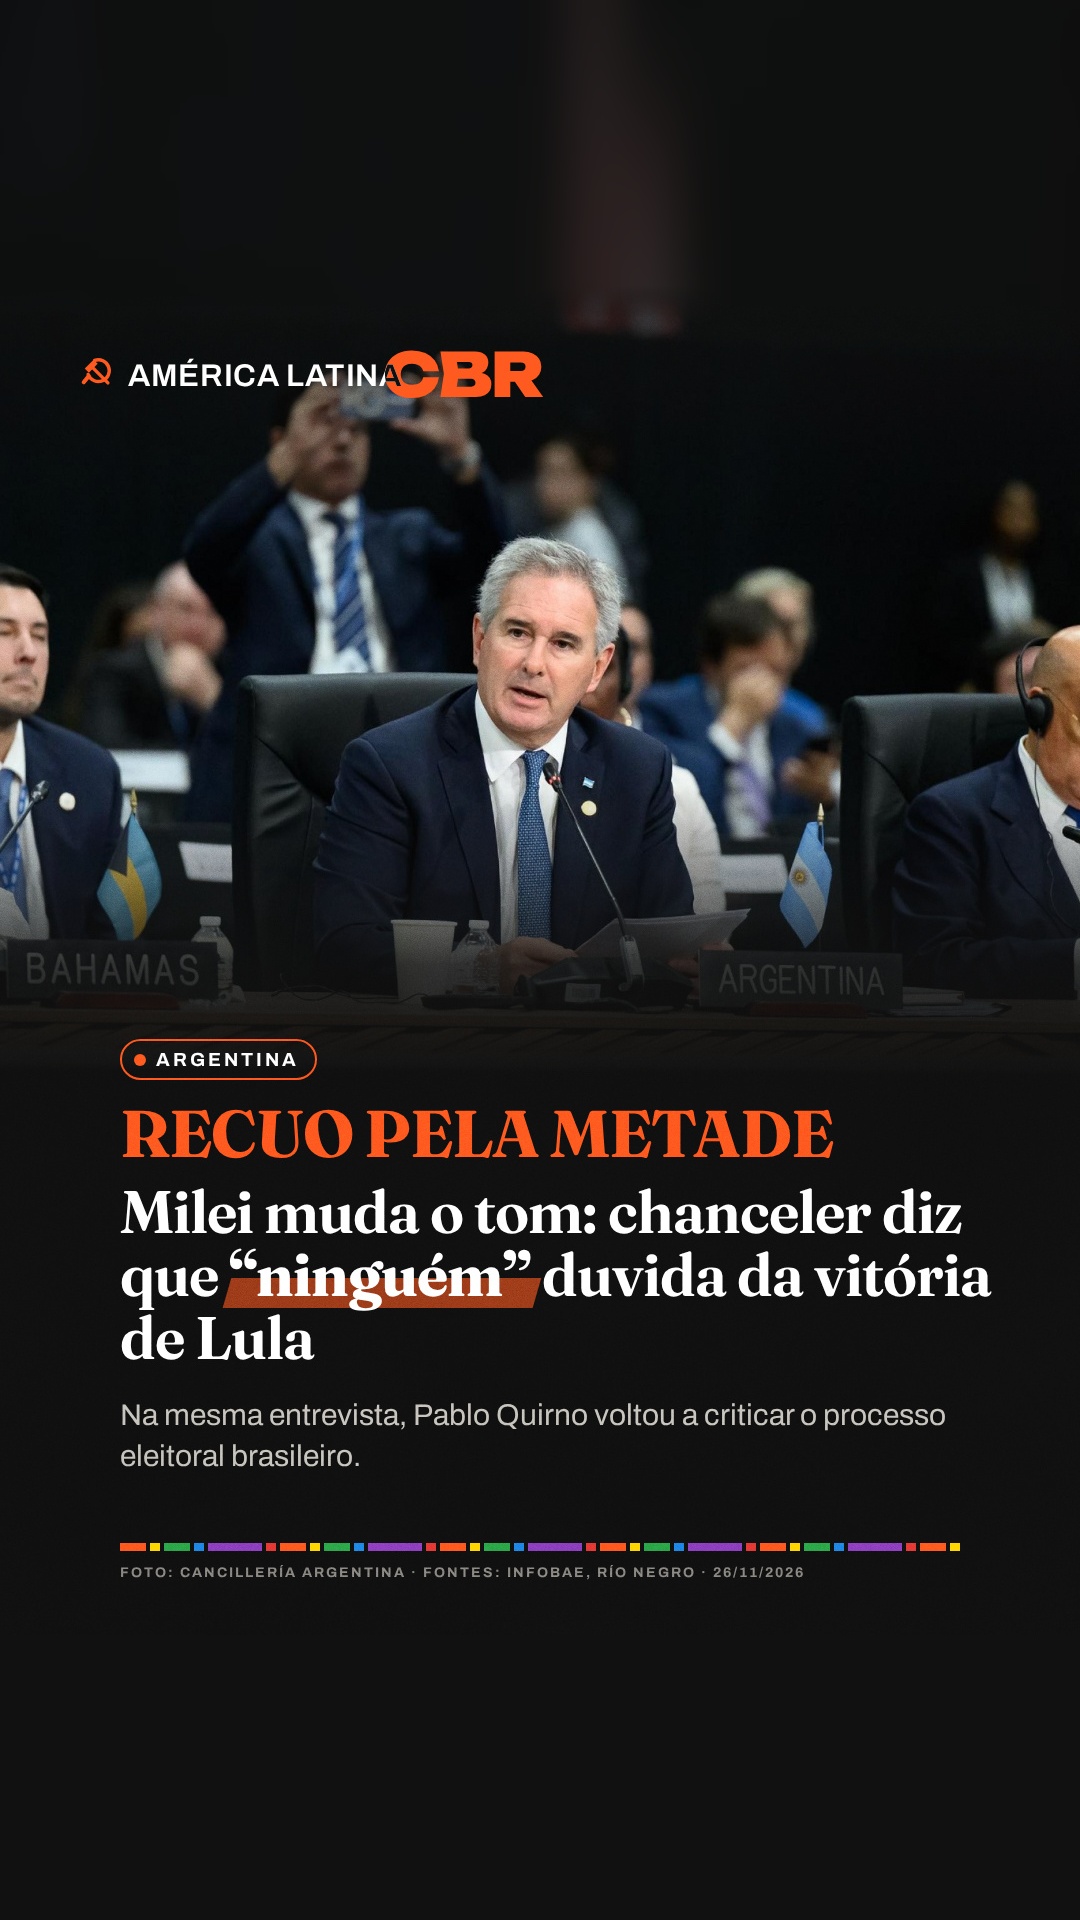 AMÉRICA LATINA CBR
BAHAMAS
ARGENTINA
ARGENTINA
RECUO PELA METADE
Milei muda o tom: chanceler diz
que “ninguém” duvida da vitória
de Lula
Na mesma entrevista, Pablo Quirno voltou a criticar o processo
eleitoral brasileiro.
FOTO: CANCILLERÍA ARGENTINA · FONTES: INFOBAE, RÍO NEGRO · 26/11/2026